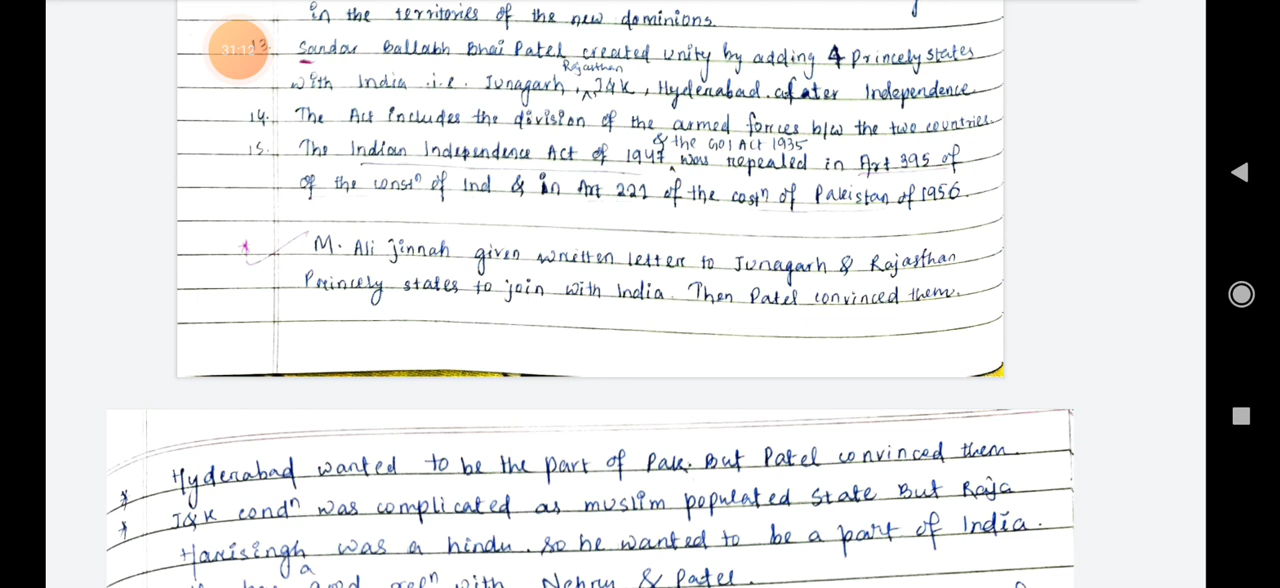 in the territories of the new dominions.
31:12
13. Sandar Ballabh Bhai Patel created unity by adding 4 Princely states
Rajasthan
with India i.e. Junagarh, ^ J&K, Hyderabad. after Independence
14. The Act includes the division of the armed forces b/w the two countries.
& the GOI Act 1935
15. The Indian Independence Act of 1947 ^ was repealed in Art 395 of
of the constn of Ind & in Art 221 of the costn of Pakistan of 1956.
M. Ali Jinnah given written letter to Junagarh & Rajasthan
Princely states to join with India. Then Patel convinced them.
* Hyderabad wanted to be the part of Pak. But Patel convinced them.
* J&K condn was complicated as muslim populated state But Raja
Harisingh was a hindu. so he wanted to be a part of India.
a
with Nehru & Patel.